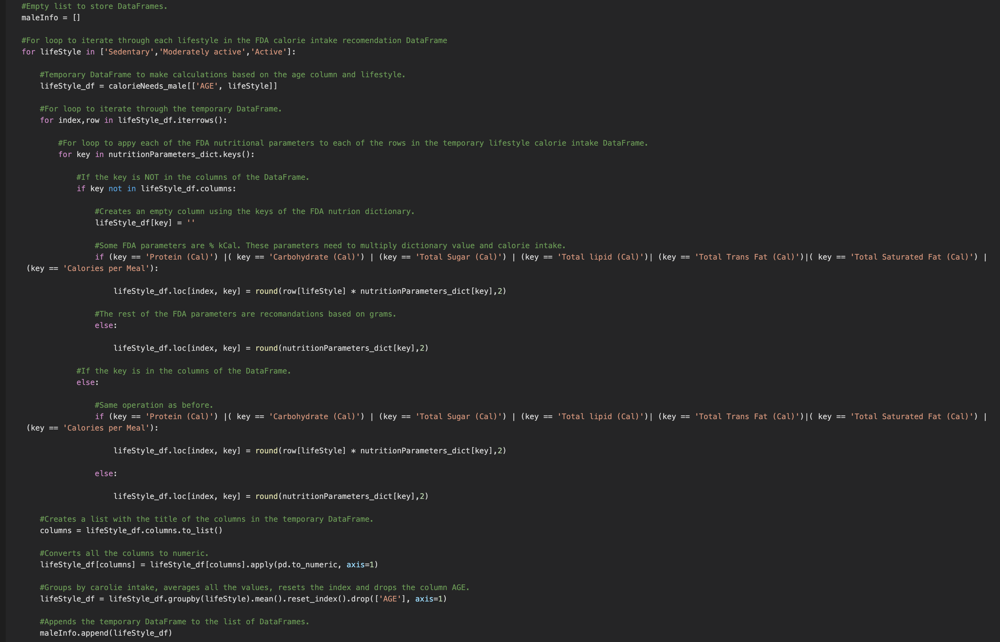 #Empty list to store DataFrames.
maleInfo = []
#For loop to iterate through each lifestyle in the FDA calorie intake recomendation DataFrame
for lifeStyle in ['Sedentary','Moderately active','Active']:
#Temporary DataFrame to make calculations based on the age column and lifestyle.
lifeStyle_df = calorieNeeds_male[['AGE', lifeStyle]]
#For loop to iterate through the temporary DataFrame.
for index,row in lifeStyle_df.iterrows():
#For loop to appy each of the FDA nutritional parameters to each of the rows in the temporary lifestyle calorie intake DataFrame.
for key in nutritionParameters_dict.keys():
#If the key is NOT in the columns of the DataFrame.
if key not in lifeStyle_df.columns:
#Creates an empty column using the keys of the FDA nutrion dictionary.
lifeStyle_df[key] = ''
#Some FDA parameters are % kCal. These parameters need to multiply dictionary value and calorie intake.
if (key == 'Protein (Cal)') |( key == 'Carbohydrate (Cal)') | (key == 'Total Sugar (Cal)') | (key == 'Total lipid (Cal)')| (key == 'Total Trans Fat (Cal)')|( key == 'Total Saturated Fat (Cal)') |
(key == 'Calories per Meal'):
lifeStyle_df.loc[index, key] = round(row[lifeStyle] * nutritionParameters_dict[key],2)
#The rest of the FDA parameters are recomandations based on grams.
else:
lifeStyle_df.loc[index, key] = round(nutritionParameters_dict[key],2)
#If the key is in the columns of the DataFrame.
else:
#Same operation as before.
if (key == 'Protein (Cal)') |( key == 'Carbohydrate (Cal)') | (key == 'Total Sugar (Cal)') | (key == 'Total lipid (Cal)')| (key == 'Total Trans Fat (Cal)')|( key == 'Total Saturated Fat (Cal)') |
(key == 'Calories per Meal'):
lifeStyle_df.loc[index, key] = round(row[lifeStyle] * nutritionParameters_dict[key],2)
else:
lifeStyle_df.loc[index, key] = round(nutritionParameters_dict[key],2)
#Creates a list with the title of the columns in the temporary DataFrame.
columns = lifeStyle_df.columns.to_list()
#Converts all the columns to numeric.
lifeStyle_df[columns] = lifeStyle_df[columns].apply(pd.to_numeric, axis=1)
#Groups by carolie intake, averages all the values, resets the index and drops the column AGE.
lifeStyle_df = lifeStyle_df.groupby(lifeStyle).mean().reset_index().drop(['AGE'], axis=1)
#Appends the temporary DataFrame to the list of DataFrames.
maleInfo.append(lifeStyle_df)